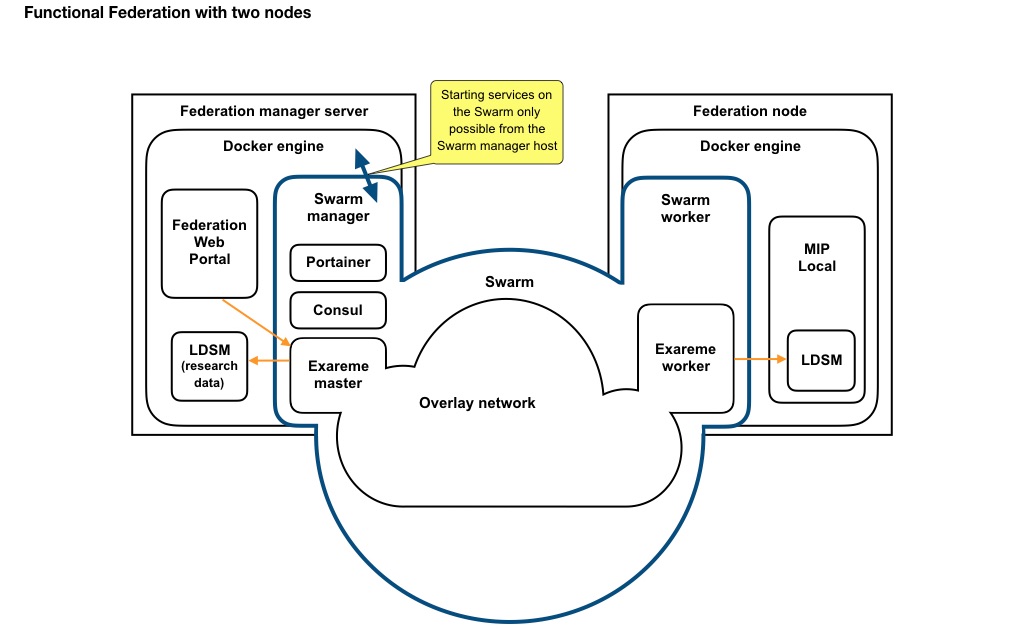 Functional Federation with two nodes
Starting services on
the Swarm only
possible from the
Swarm manager host
Federation manager server
Docker engine
Swarm
manager
Federation
Web
Portal
Portainer
Consul
LDSM
(research
data)
Exareme
master
Swarm
Overlay network
Federation node
Docker engine
Swarm
worker
MIP
Local
Exareme
worker
LDSM